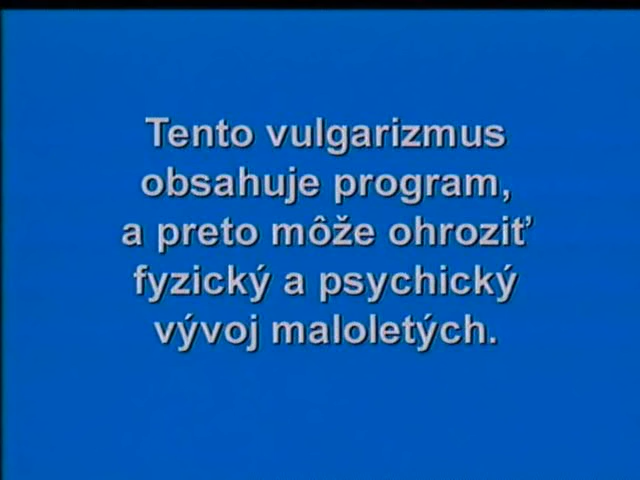 Tento vulgarizmus
obsahuje program,
a preto môže ohroziť
fyzický a psychický
vývoj maloletých.